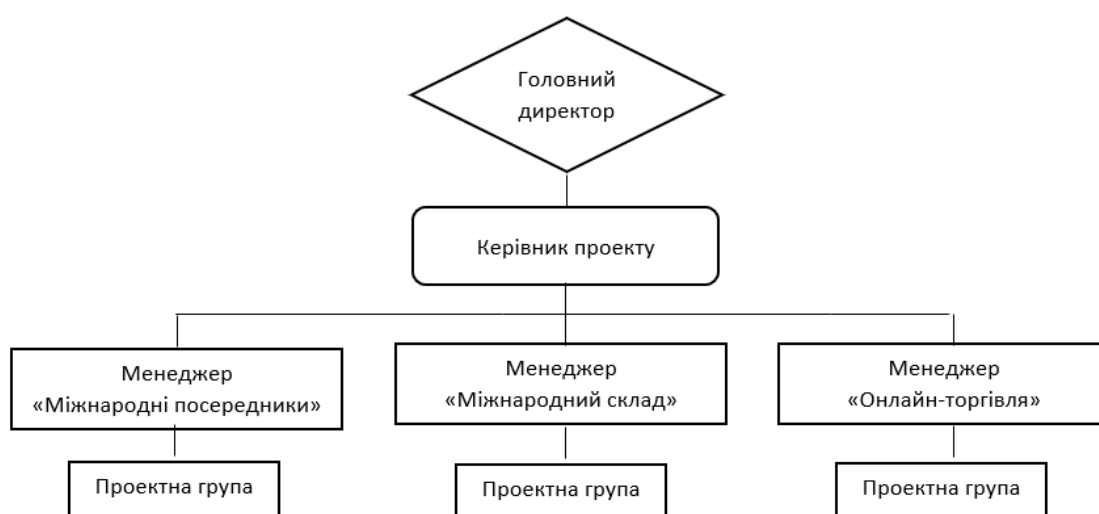 Головний
директор
Керівник проекту
Менеджер
«Міжнародні посередники»
Менеджер
«Міжнародний склад»
Менеджер
«Онлайн-торгівля»
Проектна група
Проектна група
Проектна група